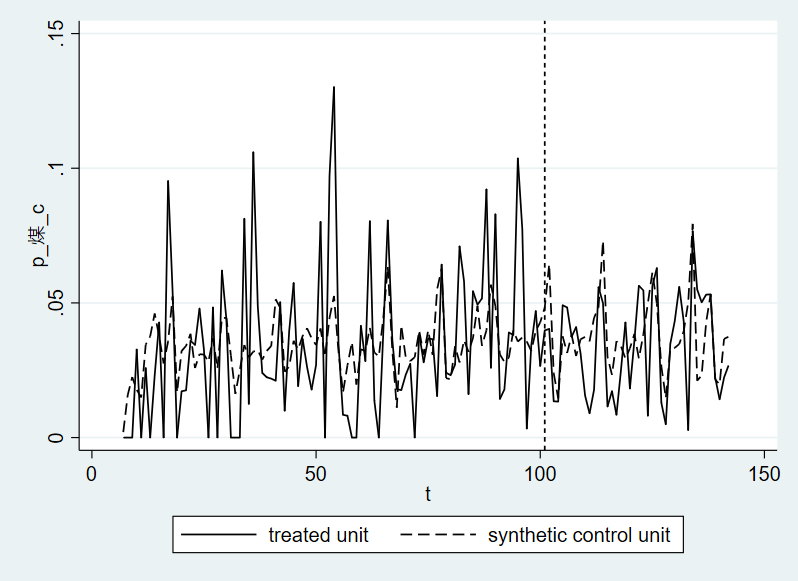 .15
.1
.05
0
p_煤_c
0
50
100
150
t
treated unit
synthetic control unit